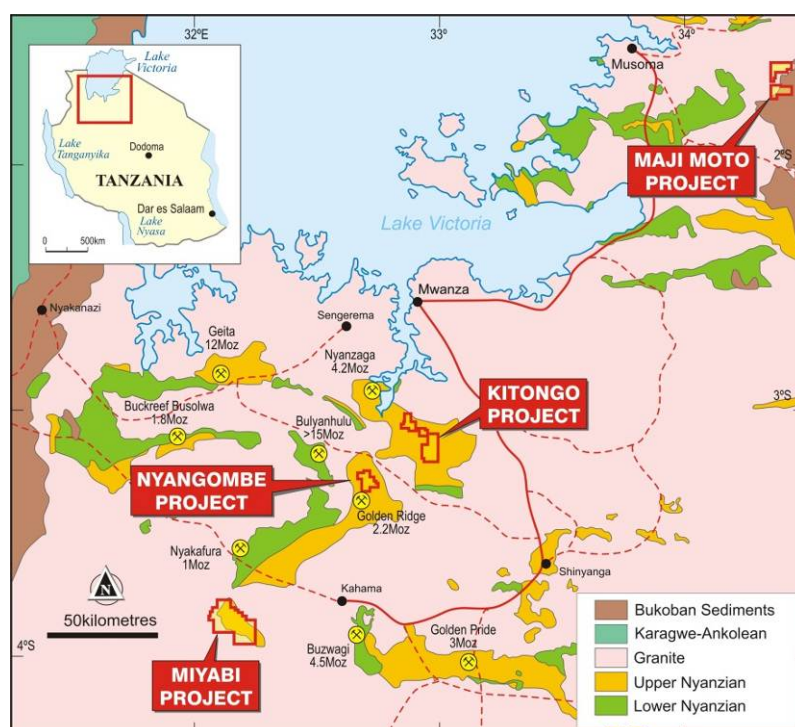 32°E
33°
34°
Lake
Victoria
Lake
Tanganyika
Dodoma
TANZANIA
Dar es Salaam
Lake
Nyasa
0 500km
Musoma
2°S
MAJI MOTO
PROJECT
Lake Victoria
Mwanza
Nyakanazi
Sengerema
Geita
12Moz
Nyanzaga
4.2Moz
3°S
KITONGO
PROJECT
Buckreef Busolwa
1.8Moz
Bulyanhulu
>15Moz
NYANGOMBE
PROJECT
Golden Ridge
2.2Moz
Nyakafura
1Moz
Shinyanga
N
50kilometres
Kahama
4°S
MIYABI
PROJECT
Buzwagi
4.5Moz
Golden Pride
3Moz
Bukoban Sediments
Karagwe-Ankolean
Granite
Upper Nyanzian
Lower Nyanzian